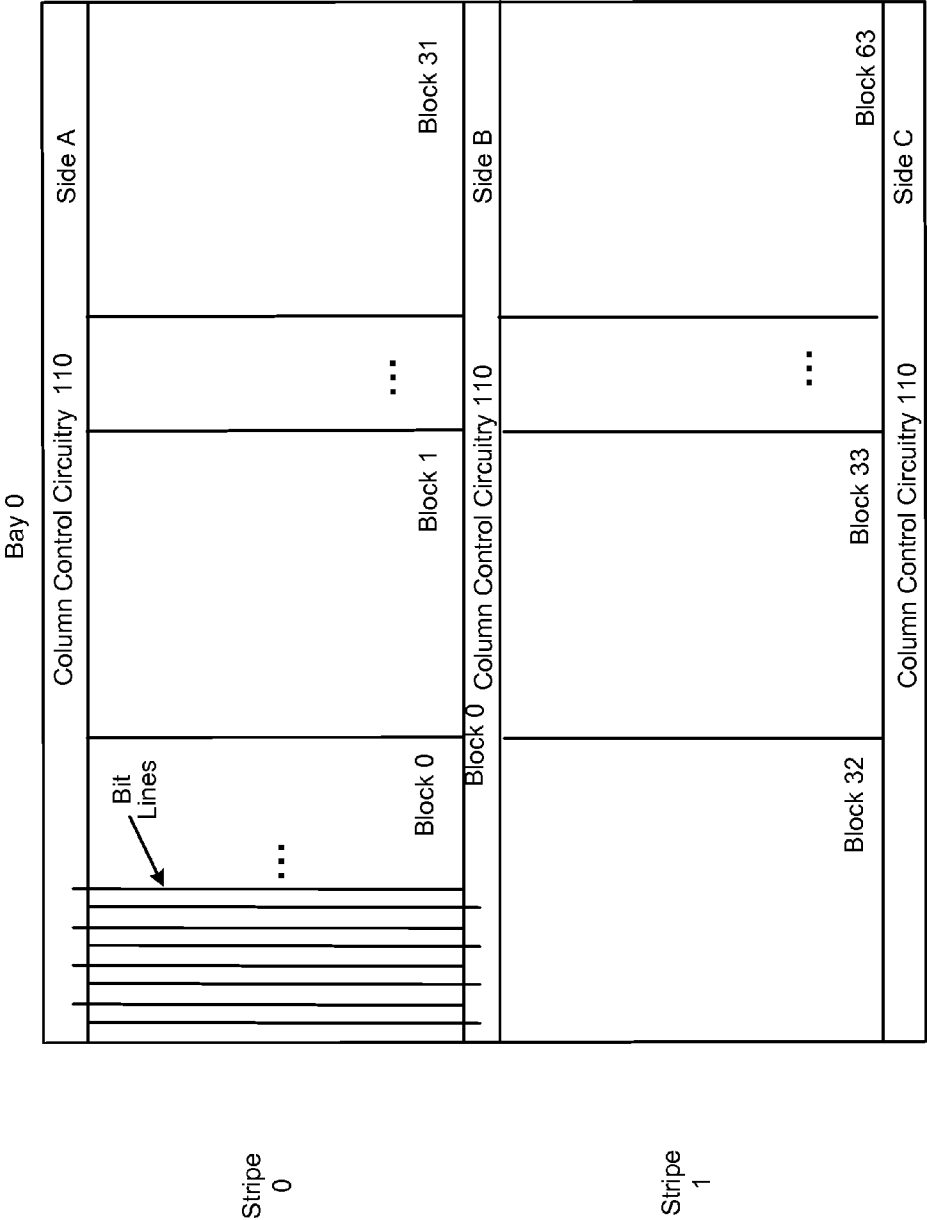 Bay 0
Column Control Circuitry 110 Side A
Bit
Lines
...
...
Block 0
Block 1
Block 31
Stripe
0
Block 0
Column Control Circuitry 110 Side B
...
Block 32
Block 33
Block 63
Stripe
1
Column Control Circuitry 110 Side C